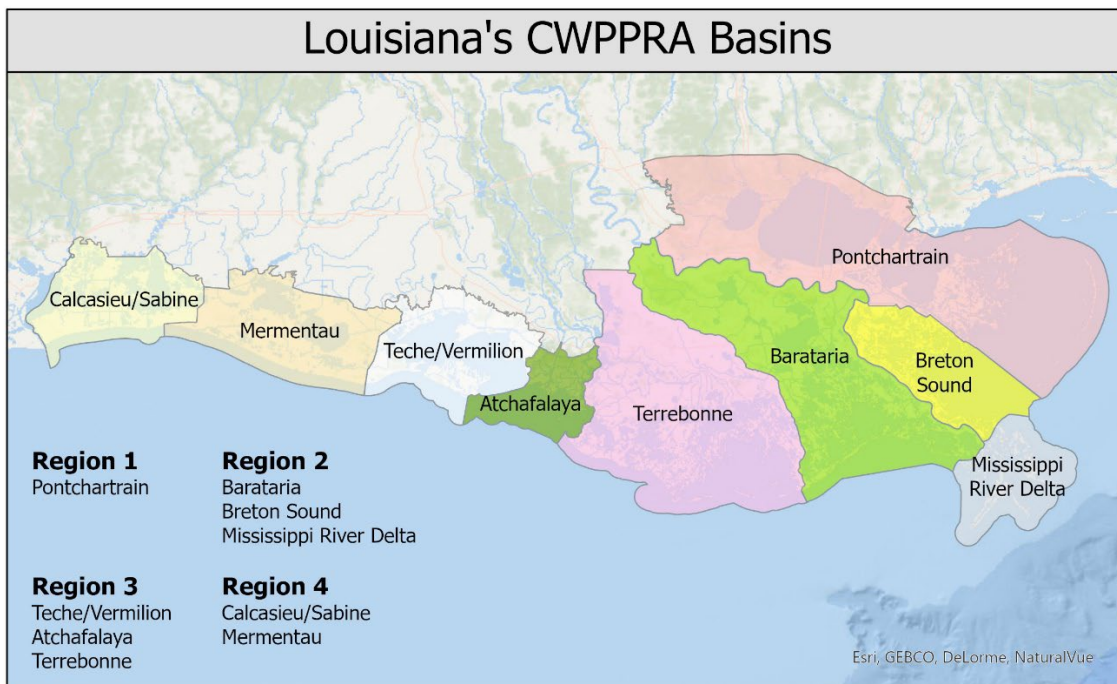 Louisiana's CWPPRA Basins
Pontchartrain
Calcasieu/Sabine
Mermentau
Teche/Vermilion
Barataria
Breton
Sound
Atchafalaya
Terrebonne
Mississippi
River Delta
Region 1
Pontchartrain
Region 2
Barataria
Breton Sound
Mississippi River Delta
Region 3
Teche/Vermilion
Atchafalaya
Terrebonne
Region 4
Calcasieu/Sabine
Mermentau
Esri, GEBCO, DeLorme, NaturalVue